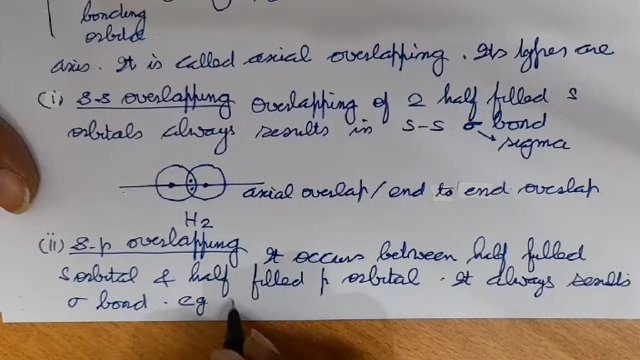 bonding
orbital
axis. It is called axial overlapping. Its types are
(i) S-S overlapping overlapping of 2 half filled s
orbitals always results in S-S σ bond
sigma
axial overlap/end to end overlap
H2
(ii) S-p overlapping It occurs between half filled
s orbital & half filled p orbital. It always results
σ bond. eg